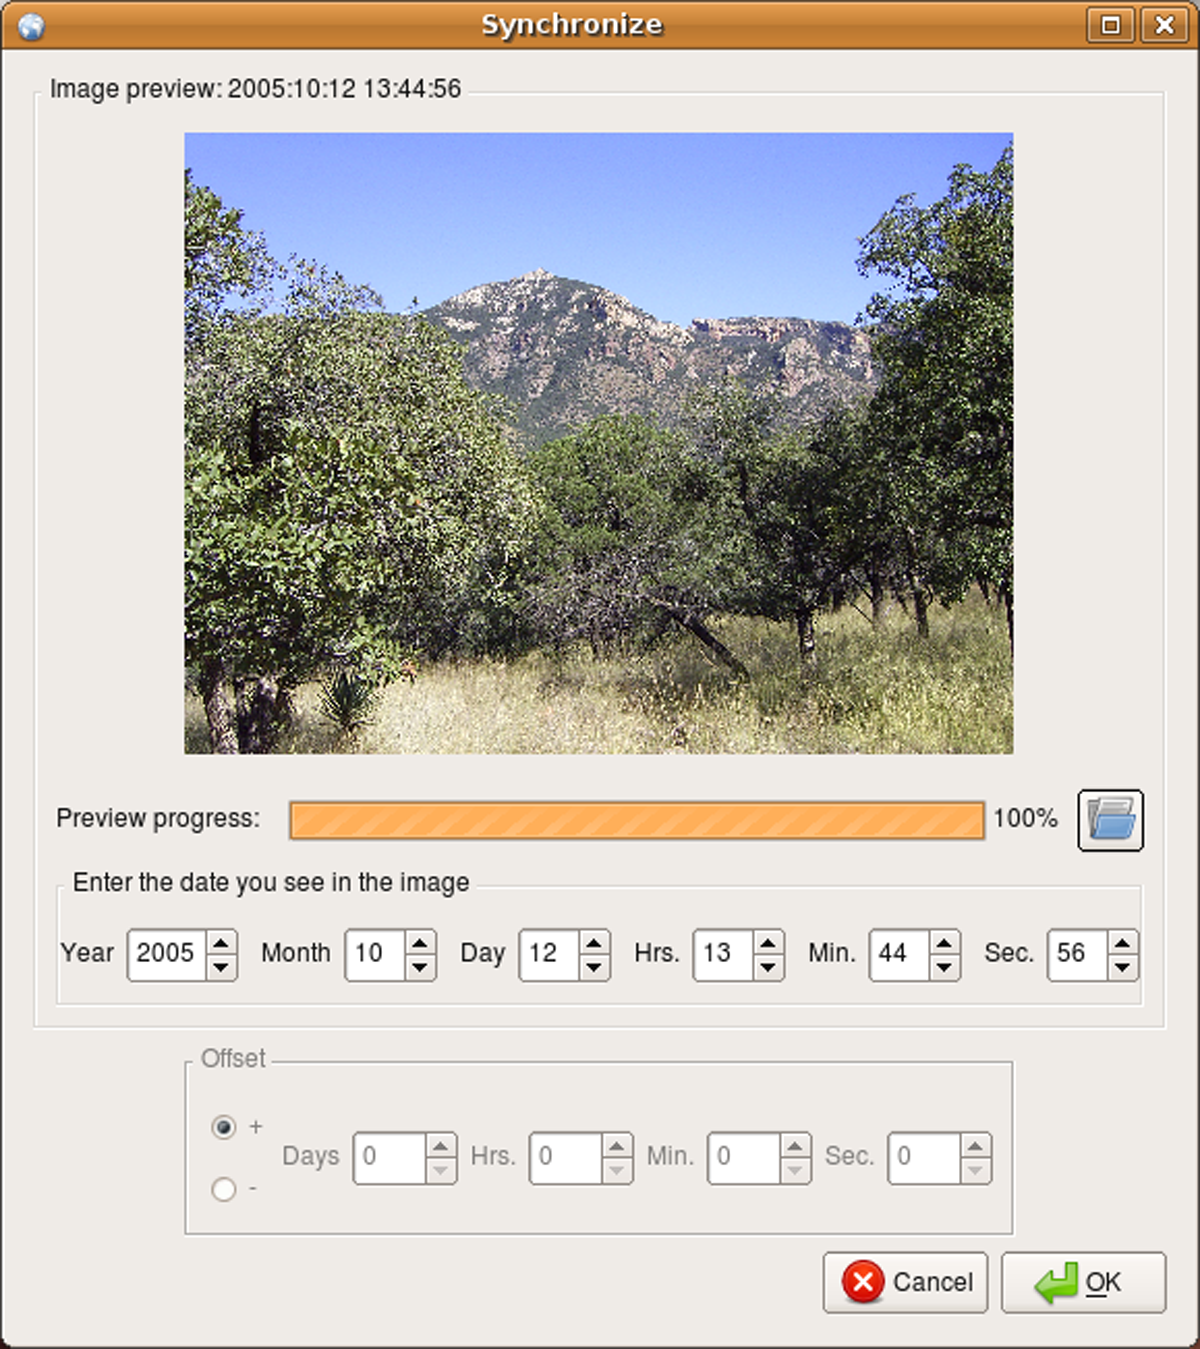 Synchronize
Image preview: 2005:10:12 13:44:56
Preview progress: 100%
Enter the date you see in the image
Year 2005 Month 10 Day 12 Hrs. 13 Min. 44 Sec. 56
Offset
+
Days 0 Hrs. 0 Min. 0 Sec. 0
-
Cancel OK